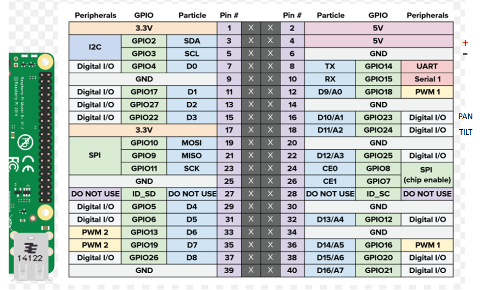 Peripherals GPIO Particle Pin # Pin # Particle GPIO Peripherals
3.3V 1 X X 2 5V
I2C GPIO2 SDA 3 X X 4 5V +
GPIO3 SCL 5 X X 6 GND -
Digital I/O GPIO4 D0 7 X X 8 TX GPIO14 UART
GND 9 X X 10 RX GPIO15 Serial 1
Digital I/O GPIO17 D1 11 X X 12 D9/A0 GPIO18 PWM 1
Digital I/O GPIO27 D2 13 X X 14 GND
Digital I/O GPIO22 D3 15 X X 16 D10/A1 GPIO23 Digital I/O PAN
3.3V 17 X X 18 D11/A2 GPIO24 Digital I/O TILT
SPI GPIO10 MOSI 19 X X 20 GND
GPIO9 MISO 21 X X 22 D12/A3 GPIO25 Digital I/O
GPIO11 SCK 23 X X 24 CE0 GPIO8 SPI
GND 25 X X 26 CE1 GPIO7 (chip enable)
DO NOT USE ID_SD DO NOT USE 27 X X 28 DO NOT USE ID_SC DO NOT USE
Digital I/O GPIO5 D4 29 X X 30 GND
Digital I/O GPIO6 D5 31 X X 32 D13/A4 GPIO12 Digital I/O
PWM 2 GPIO13 D6 33 X X 34 GND
PWM 2 GPIO19 D7 35 X X 36 D14/A5 GPIO16 PWM 1
Digital I/O GPIO26 D8 37 X X 38 D15/A6 GPIO20 Digital I/O
GND 39 X X 40 D16/A7 GPIO21 Digital I/O
14122